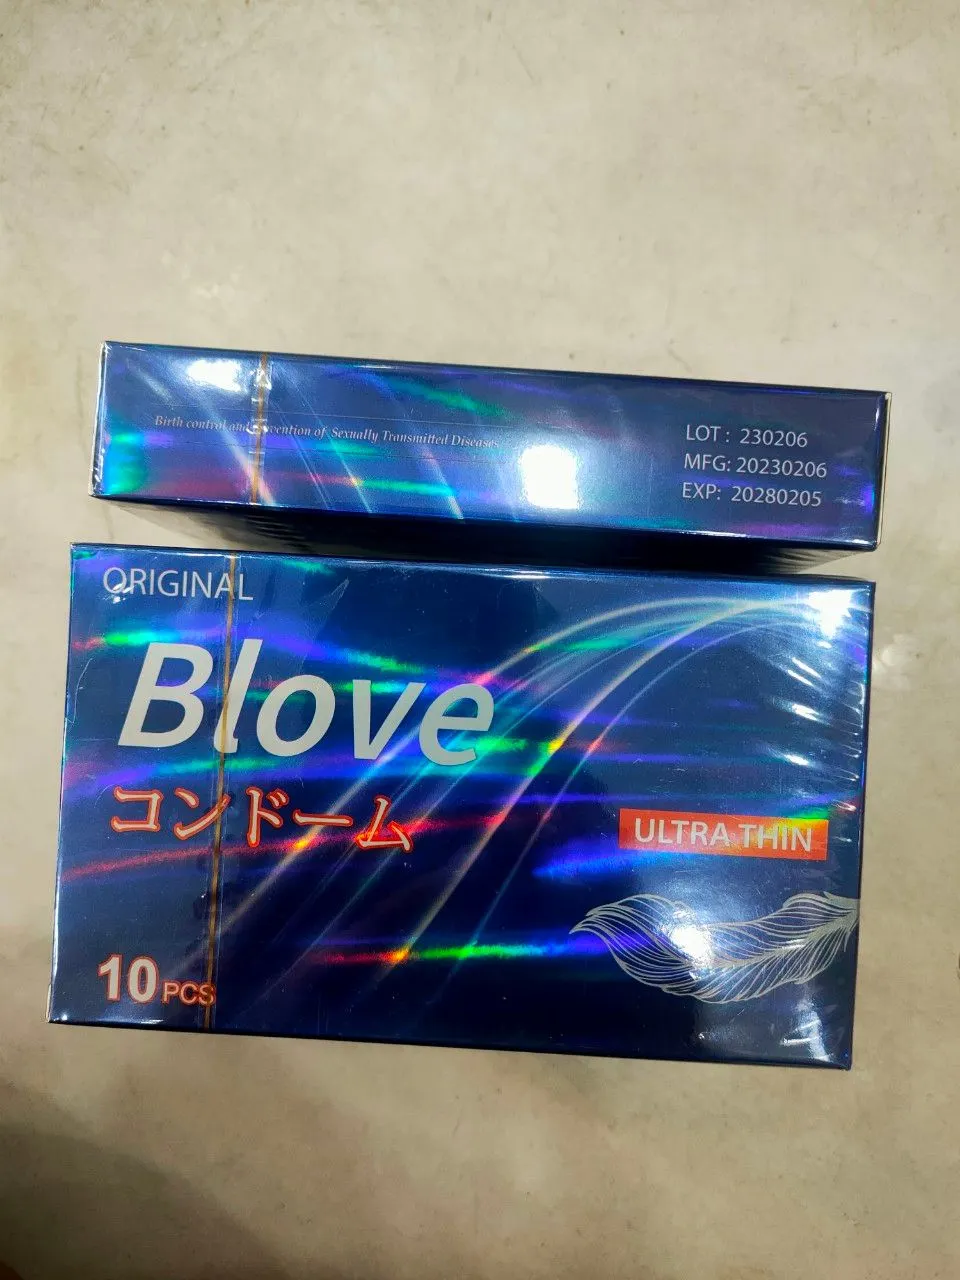 Birth control and Prevention of Sexually Transmitted Diseases
LOT : 230206
MFG: 20230206
EXP: 20280205
ORIGINAL
Blove
コンドーム
ULTRA THIN
10 PCS